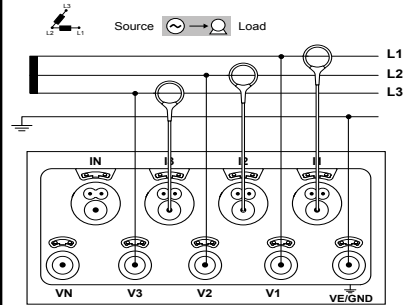 L3
L2 L1
Source Load
L1
L2
L3
IN I3 I2 I1
VN V3 V2 V1 VE/GND